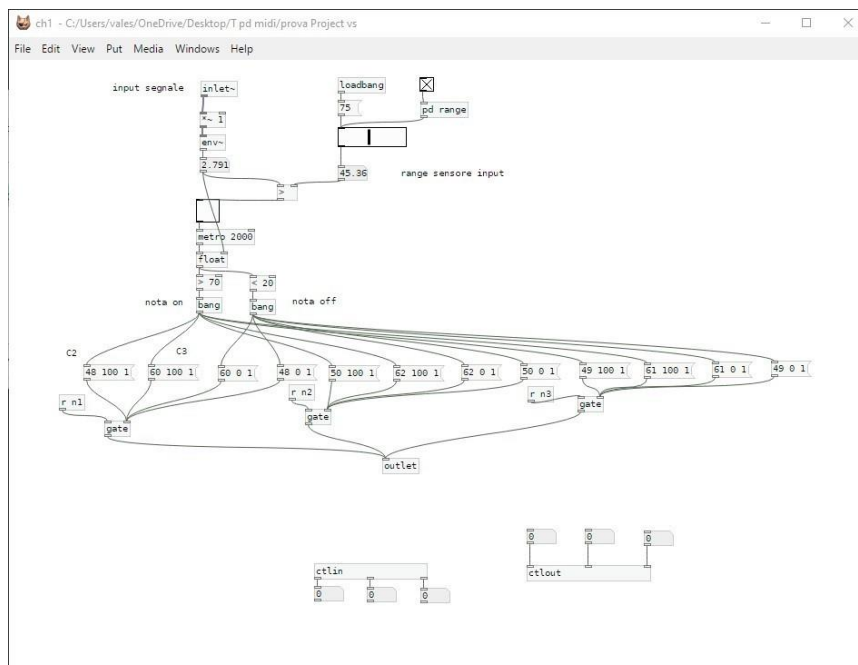 ch1 - C:/Users/vales/OneDrive/Desktop/T pd midi/prova Project vs
File Edit View Put Media Windows Help
input segnale
inlet~
loadbang
*~ 1
75
pd range
env~
2.791
45.36
range sensore input
>
metro 2000
float
> 70
< 20
nota on
bang
bang
nota off
C2
C3
48 100 1
60 100 1
60 0 1
48 0 1
50 100 1
62 100 1
62 0 1
50 0 1
49 100 1
61 100 1
61 0 1
49 0 1
r n1
r n2
r n3
gate
gate
gate
outlet
0
0
0
ctlin
ctlout
0
0
0